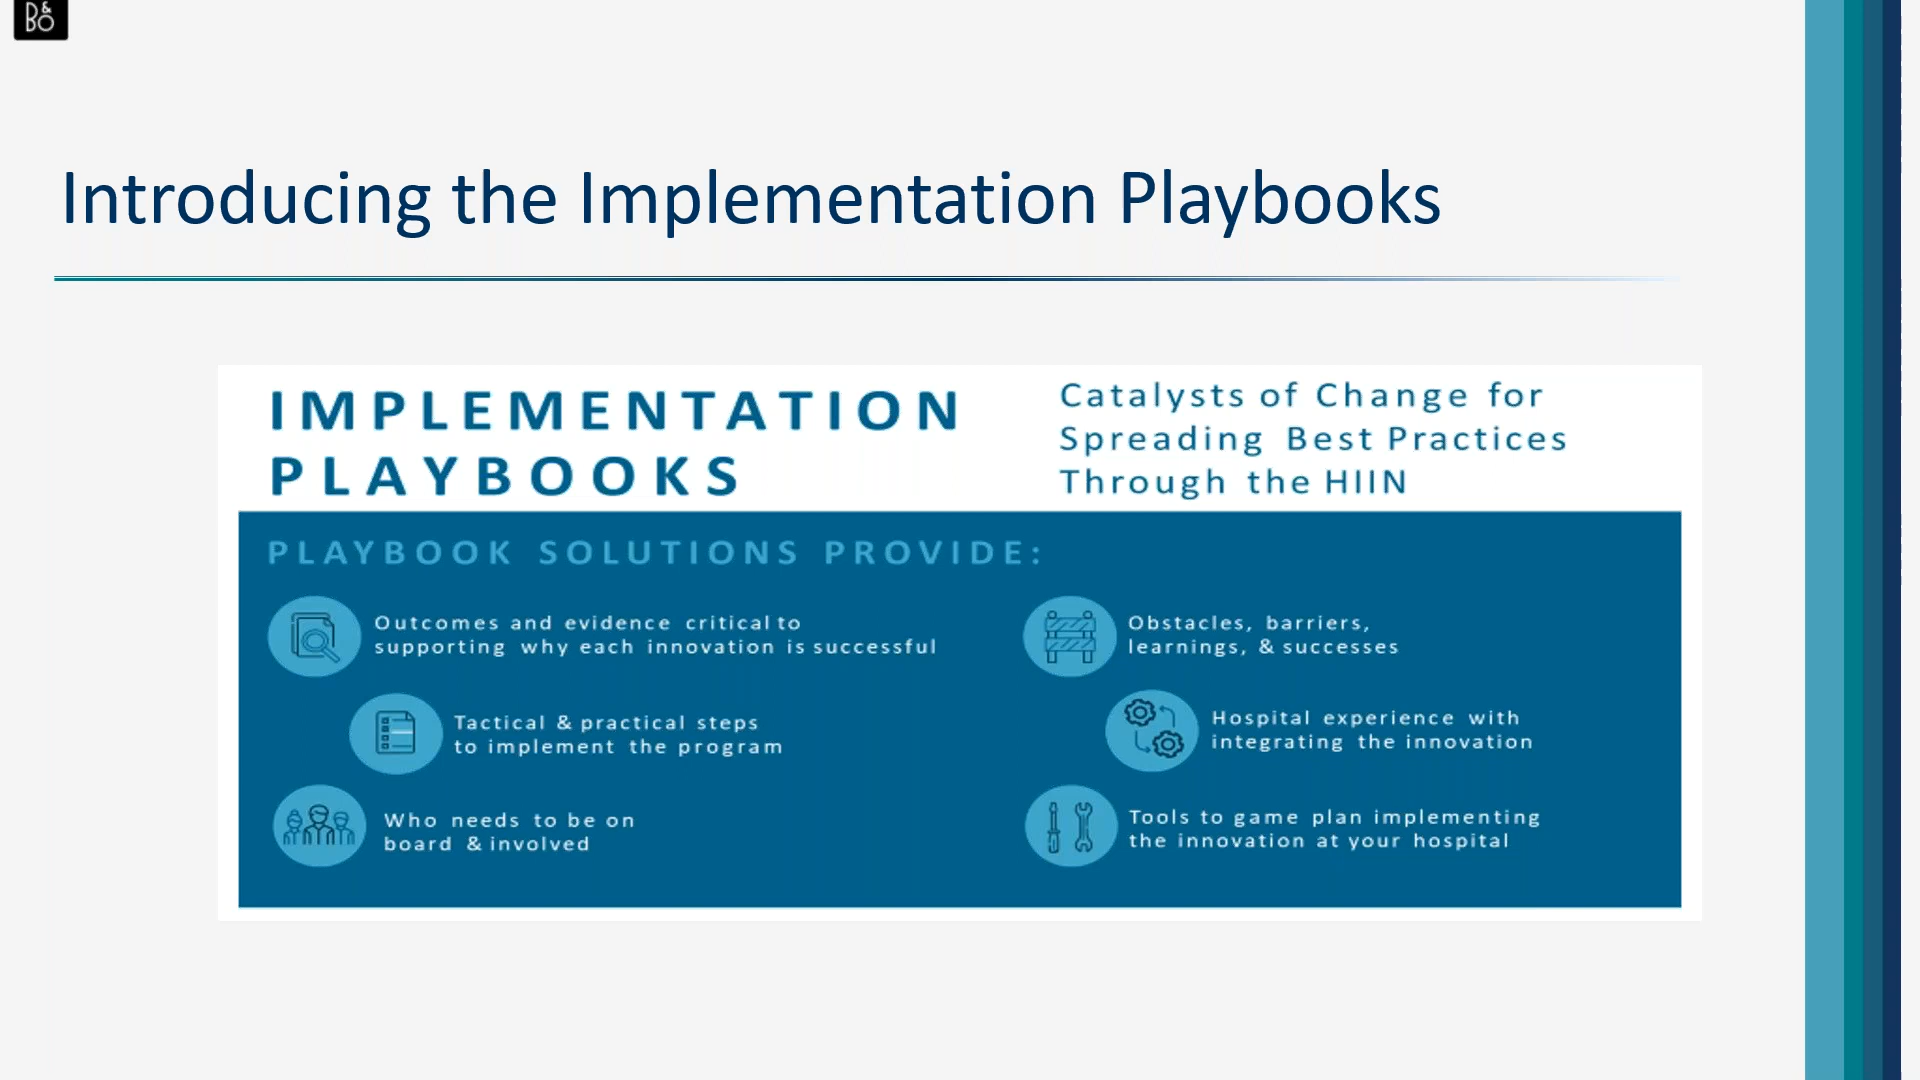 B&O
Introducing the Implementation Playbooks
IMPLEMENTATION
PLAYBOOKS
Catalysts of Change for
Spreading Best Practices
Through the HIIN
PLAYBOOK SOLUTIONS PROVIDE:
Outcomes and evidence critical to
supporting why each innovation is successful
Tactical & practical steps
to implement the program
Who needs to be on
board & involved
Obstacles, barriers,
learnings, & successes
Hospital experience with
integrating the innovation
Tools to game plan implementing
the innovation at your hospital